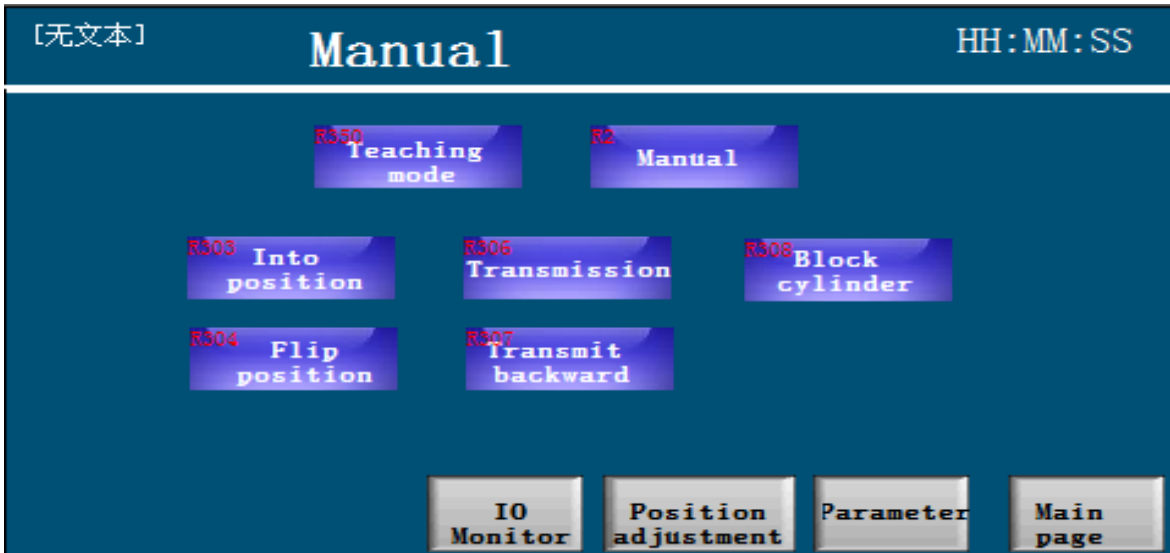 [无文本]
Manual
HH:MM:SS
R350
Teaching
mode
R2
Manual
R303
Into
position
R306
Transmission
R308
Block
cylinder
R304
Flip
position
R307
Transmit
backward
IO
Monitor
Position
adjustment
Parameter
Main
page